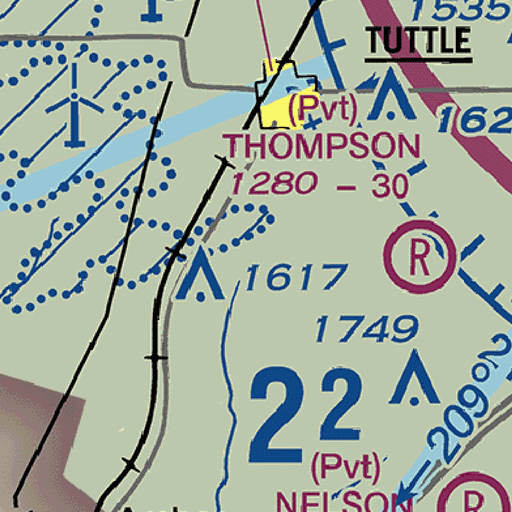 1535
TUTTLE
(Pvt)
162
THOMPSON
1280 - 30
R
1617
1749
22
209°
(Pvt)
NELSON
R